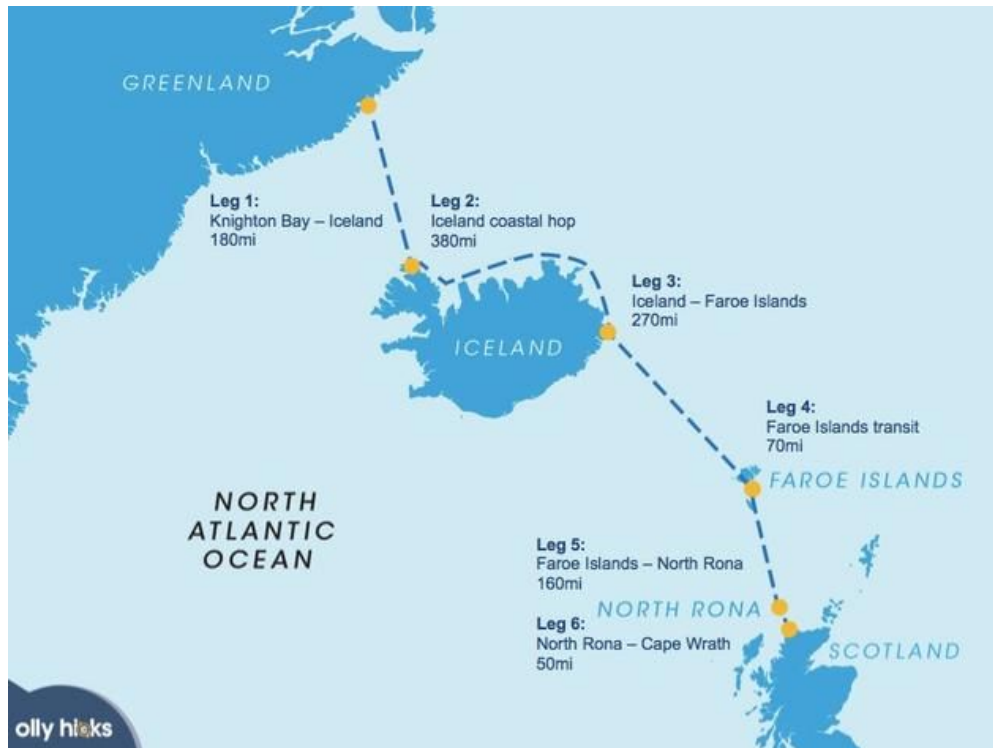 GREENLAND
Leg 1:
Knighton Bay – Iceland
180mi
Leg 2:
Iceland coastal hop
380mi
Leg 3:
Iceland – Faroe Islands
270mi
ICELAND
Leg 4:
Faroe Islands transit
70mi
FAROE ISLANDS
NORTH
ATLANTIC
OCEAN
Leg 5:
Faroe Islands – North Rona
160mi
NORTH RONA
Leg 6:
North Rona – Cape Wrath
50mi
SCOTLAND
olly hicks